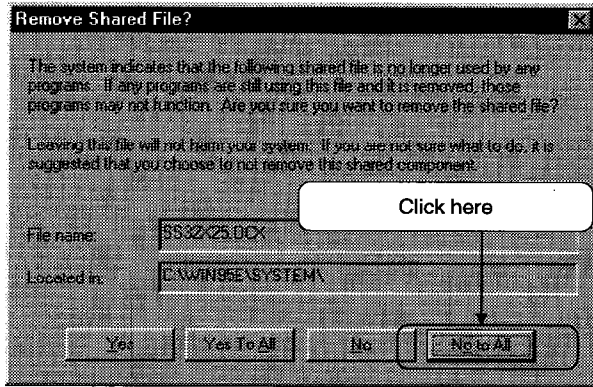 Remove Shared File?
The system indicates that the following shared file is no longer used by any
programs. If any programs are still using this file and it is removed, those
programs may not function. Are you sure you want to remove the shared file?
Leaving this file will not harm your system. If you are not sure what to do, it is
suggested that you choose to not remove this shared component.
Click here
File name:
SS32X25.OCX
Located in:
C:\WIN95E\SYSTEM\
Yes
Yes To All
No
No to All